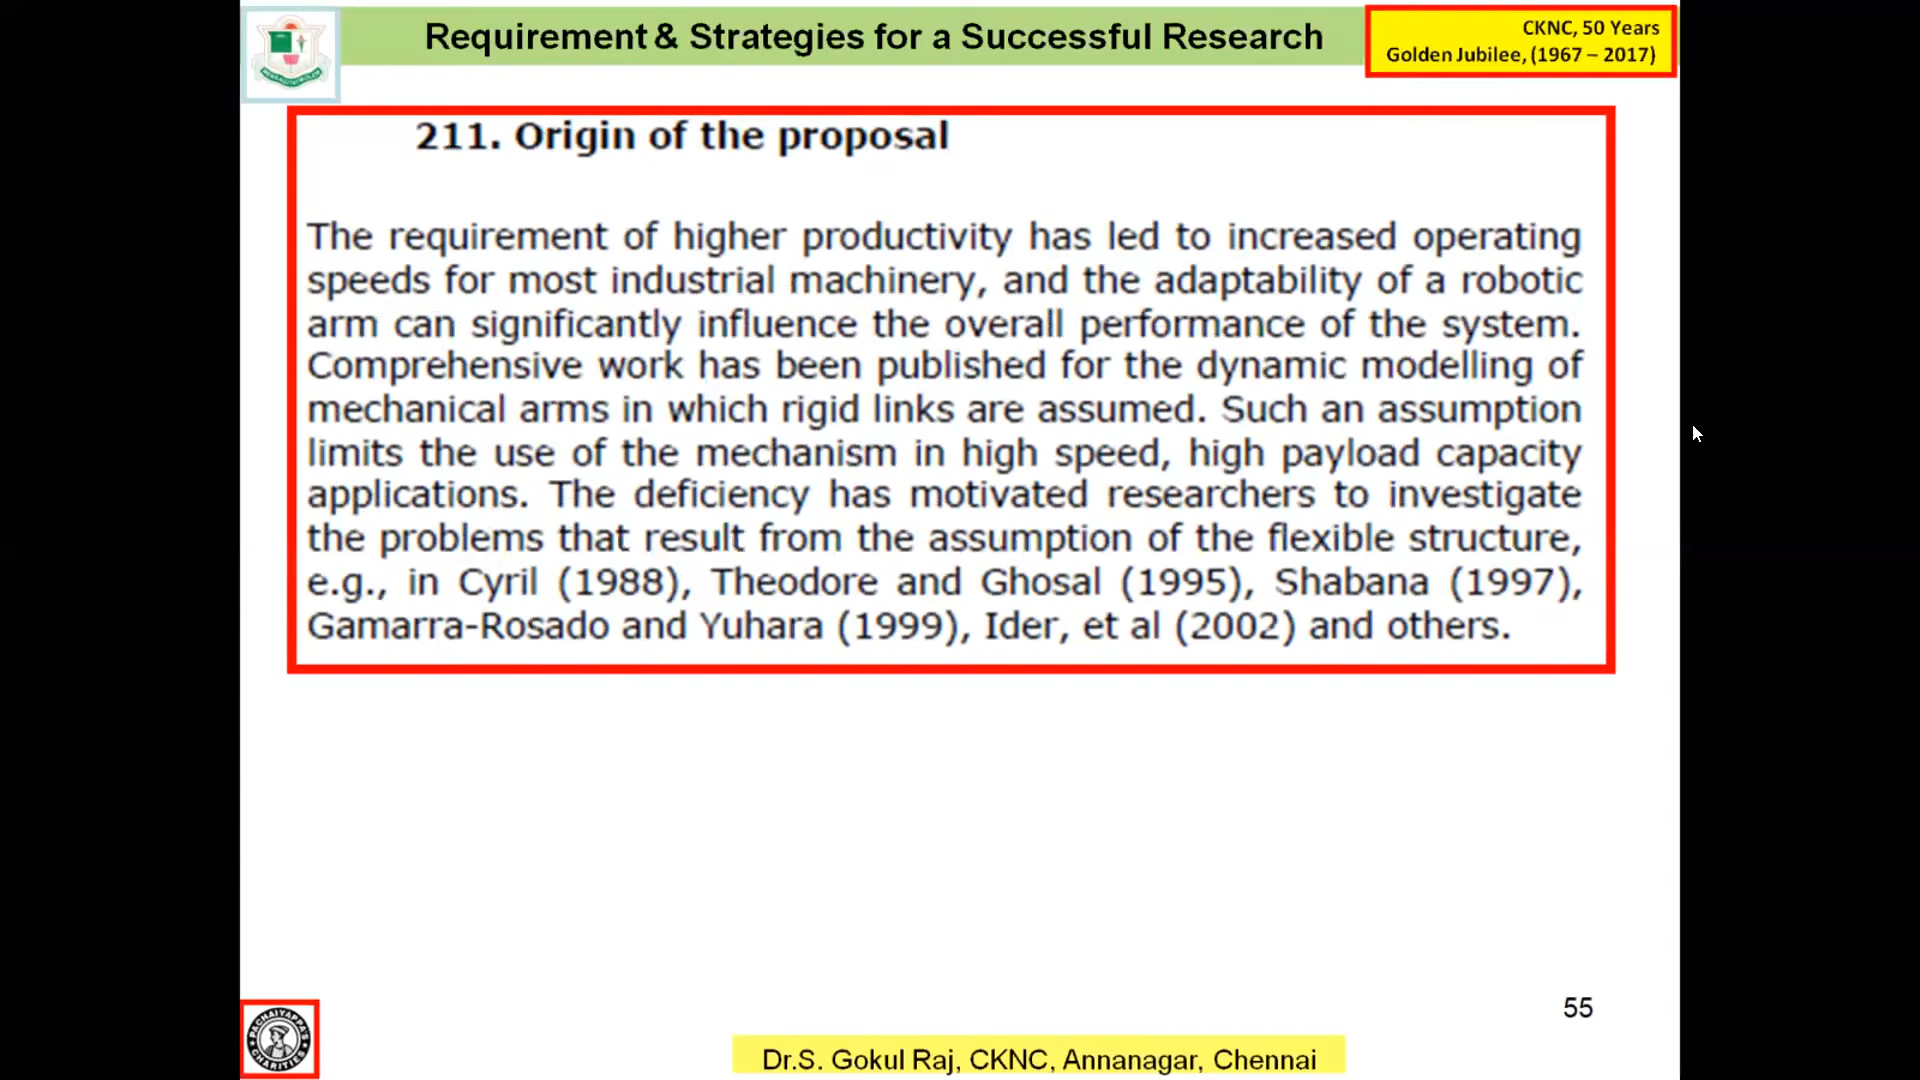 Requirement & Strategies for a Successful Research
CKNC, 50 Years
Golden Jubilee, (1967 – 2017)
211. Origin of the proposal
The requirement of higher productivity has led to increased operating
speeds for most industrial machinery, and the adaptability of a robotic
arm can significantly influence the overall performance of the system.
Comprehensive work has been published for the dynamic modelling of
mechanical arms in which rigid links are assumed. Such an assumption
limits the use of the mechanism in high speed, high payload capacity
applications. The deficiency has motivated researchers to investigate
the problems that result from the assumption of the flexible structure,
e.g., in Cyril (1988), Theodore and Ghosal (1995), Shabana (1997),
Gamarra-Rosado and Yuhara (1999), Ider, et al (2002) and others.
55
PACHAIYAPPA'S
CHARITIES
Dr.S. Gokul Raj, CKNC, Annanagar, Chennai